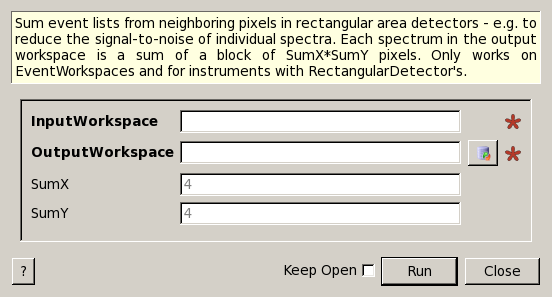 Sum event lists from neighboring pixels in rectangular area detectors - e.g. to
reduce the signal-to-noise of individual spectra. Each spectrum in the output
workspace is a sum of a block of SumX*SumY pixels. Only works on
EventWorkspaces and for instruments with RectangularDetector's.
InputWorkspace
OutputWorkspace
SumX 4
SumY 4
? Keep Open Run Close